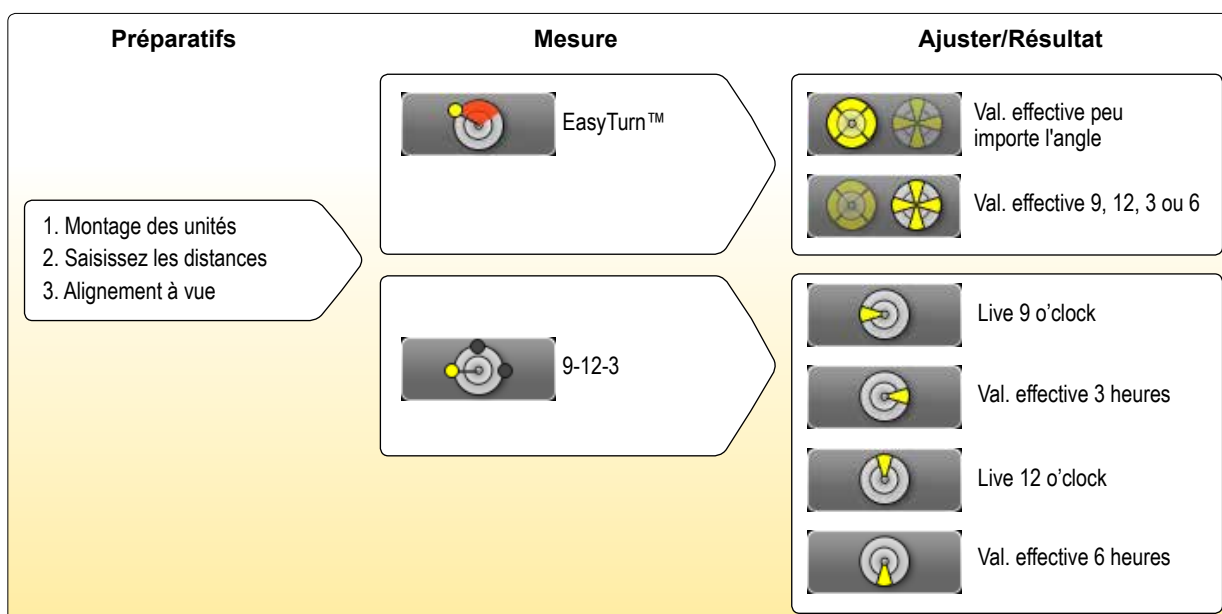 Préparatifs
Mesure
Ajuster/Résultat
1. Montage des unités
2. Saisissez les distances
3. Alignement à vue
EasyTurn™
9-12-3
Val. effective peu
importe l'angle
Val. effective 9, 12, 3 ou 6
Live 9 o’clock
Val. effective 3 heures
Live 12 o’clock
Val. effective 6 heures